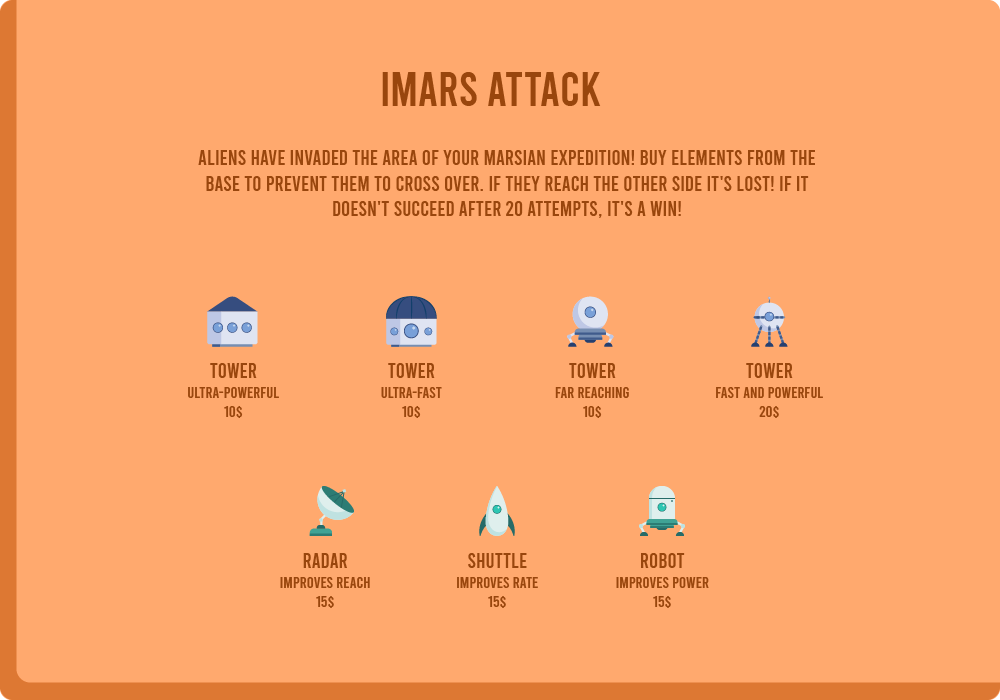 IMARS ATTACK
ALIENS HAVE INVADED THE AREA OF YOUR MARSIAN EXPEDITION! BUY ELEMENTS FROM THE
BASE TO PREVENT THEM TO CROSS OVER. IF THEY REACH THE OTHER SIDE IT'S LOST! IF IT
DOESN'T SUCCEED AFTER 20 ATTEMPTS, IT'S A WIN!
TOWER
ULTRA-POWERFUL
10$
TOWER
ULTRA-FAST
10$
TOWER
FAR REACHING
10$
TOWER
FAST AND POWERFUL
20$
RADAR
IMPROVES REACH
15$
SHUTTLE
IMPROVES RATE
15$
ROBOT
IMPROVES POWER
15$